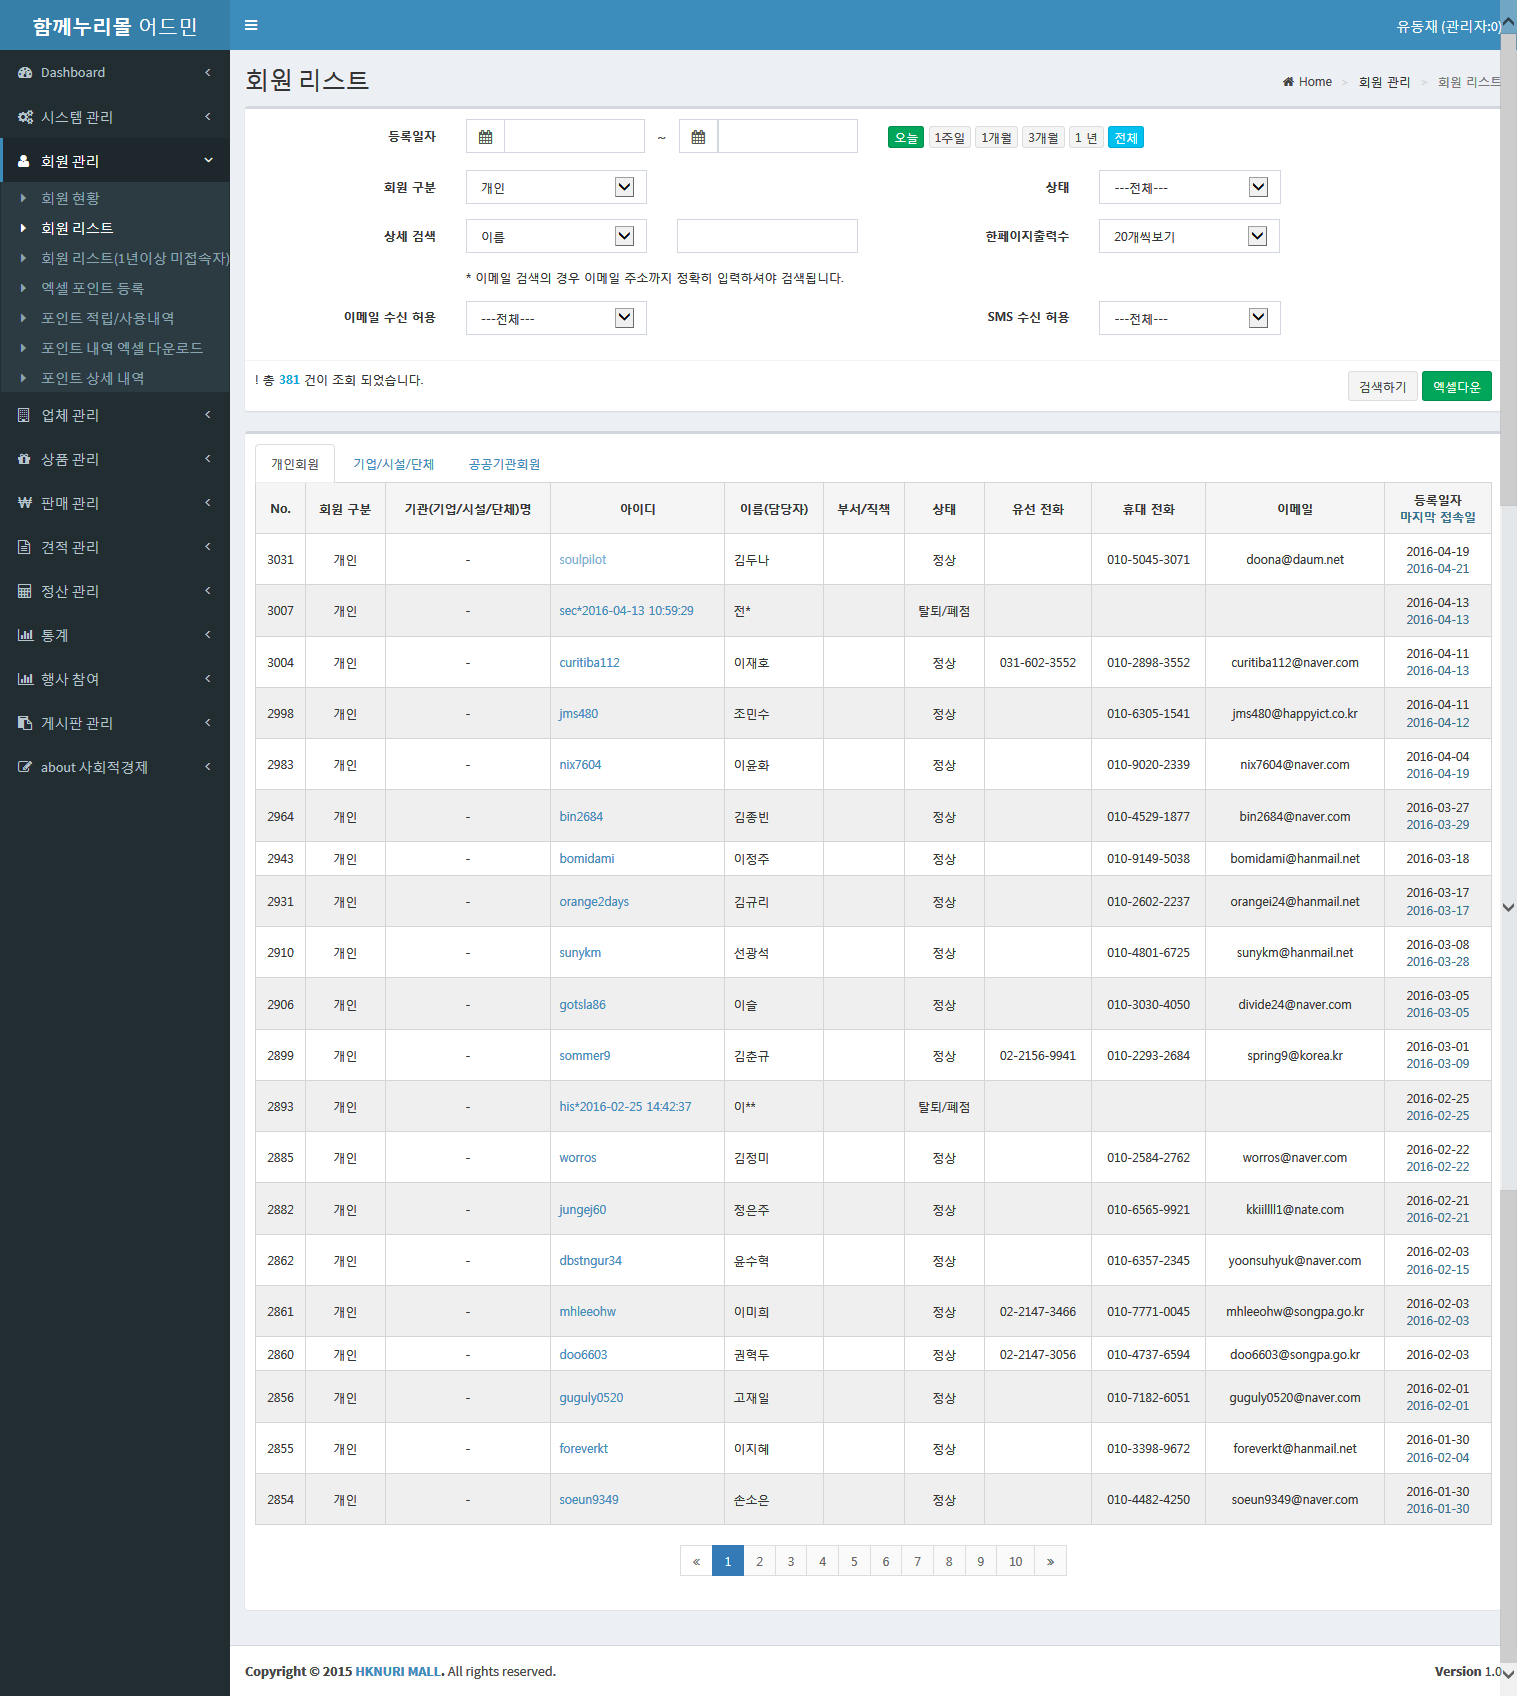 함께누리몰 어드민
유동재 (관리자:0)
Dashboard
시스템 관리
회원 관리
회원 현황
회원 리스트
회원 리스트(1년이상 미접속자)
엑셀 포인트 등록
포인트 적립/사용내역
포인트 내역 엑셀 다운로드
포인트 상세 내역
업체 관리
상품 관리
판매 관리
견적 관리
정산 관리
통계
행사 참여
게시판 관리
about 사회적경제
회원 리스트
Home > 회원 관리 > 회원 리스트
등록일자 ~ 오늘 1주일 1개월 3개월 1 년 전체
회원 구분 개인 상태 ---전체---
상세 검색 이름 한페이지출력수 20개씩보기
* 이메일 검색의 경우 이메일 주소까지 정확히 입력하셔야 검색됩니다.
이메일 수신 허용 ---전체--- SMS 수신 허용 ---전체---
! 총 381 건이 조회 되었습니다.
검색하기 엑셀다운
개인회원 기업/시설/단체 공공기관회원
No. 회원 구분 기관(기업/시설/단체)명 아이디 이름(담당자) 부서/직책 상태 유선 전화 휴대 전화 이메일 등록일자
마지막 접속일
3031 개인 - soulpilot 김두나 정상 010-5045-3071 doona@daum.net 2016-04-19
2016-04-21
3007 개인 - sec*2016-04-13 10:59:29 전* 탈퇴/폐점 2016-04-13
2016-04-13
3004 개인 - curitiba112 이재호 정상 031-602-3552 010-2898-3552 curitiba112@naver.com 2016-04-11
2016-04-13
2998 개인 - jms480 조민수 정상 010-6305-1541 jms480@happyict.co.kr 2016-04-11
2016-04-12
2983 개인 - nix7604 이윤화 정상 010-9020-2339 nix7604@naver.com 2016-04-04
2016-04-19
2964 개인 - bin2684 김종빈 정상 010-4529-1877 bin2684@naver.com 2016-03-27
2016-03-29
2943 개인 - bomidami 이정주 정상 010-9149-5038 bomidami@hanmail.net 2016-03-18
2931 개인 - orange2days 김규리 정상 010-2602-2237 orangei24@hanmail.net 2016-03-17
2016-03-17
2910 개인 - sunykm 선광석 정상 010-4801-6725 sunykm@hanmail.net 2016-03-08
2016-03-28
2906 개인 - gotsla86 이슬 정상 010-3030-4050 divide24@naver.com 2016-03-05
2016-03-05
2899 개인 - sommer9 김춘규 정상 02-2156-9941 010-2293-2684 spring9@korea.kr 2016-03-01
2016-03-09
2893 개인 - his*2016-02-25 14:42:37 이** 탈퇴/폐점 2016-02-25
2016-02-25
2885 개인 - worros 김정미 정상 010-2584-2762 worros@naver.com 2016-02-22
2016-02-22
2882 개인 - jungej60 정은주 정상 010-6565-9921 kkiillll1@nate.com 2016-02-21
2016-02-21
2862 개인 - dbstngur34 윤수혁 정상 010-6357-2345 yoonsuhyuk@naver.com 2016-02-03
2016-02-15
2861 개인 - mhleeohw 이미희 정상 02-2147-3466 010-7771-0045 mhleeohw@songpa.go.kr 2016-02-03
2016-02-03
2860 개인 - doo6603 권혁두 정상 02-2147-3056 010-4737-6594 doo6603@songpa.go.kr 2016-02-03
2856 개인 - guguly0520 고재일 정상 010-7182-6051 guguly0520@naver.com 2016-02-01
2016-02-01
2855 개인 - foreverkt 이지혜 정상 010-3398-9672 foreverkt@hanmail.net 2016-01-30
2016-02-04
2854 개인 - soeun9349 손소은 정상 010-4482-4250 soeun9349@naver.com 2016-01-30
2016-01-30
« 1 2 3 4 5 6 7 8 9 10 »
Copyright © 2015 HKNURI MALL. All rights reserved.
Version 1.0